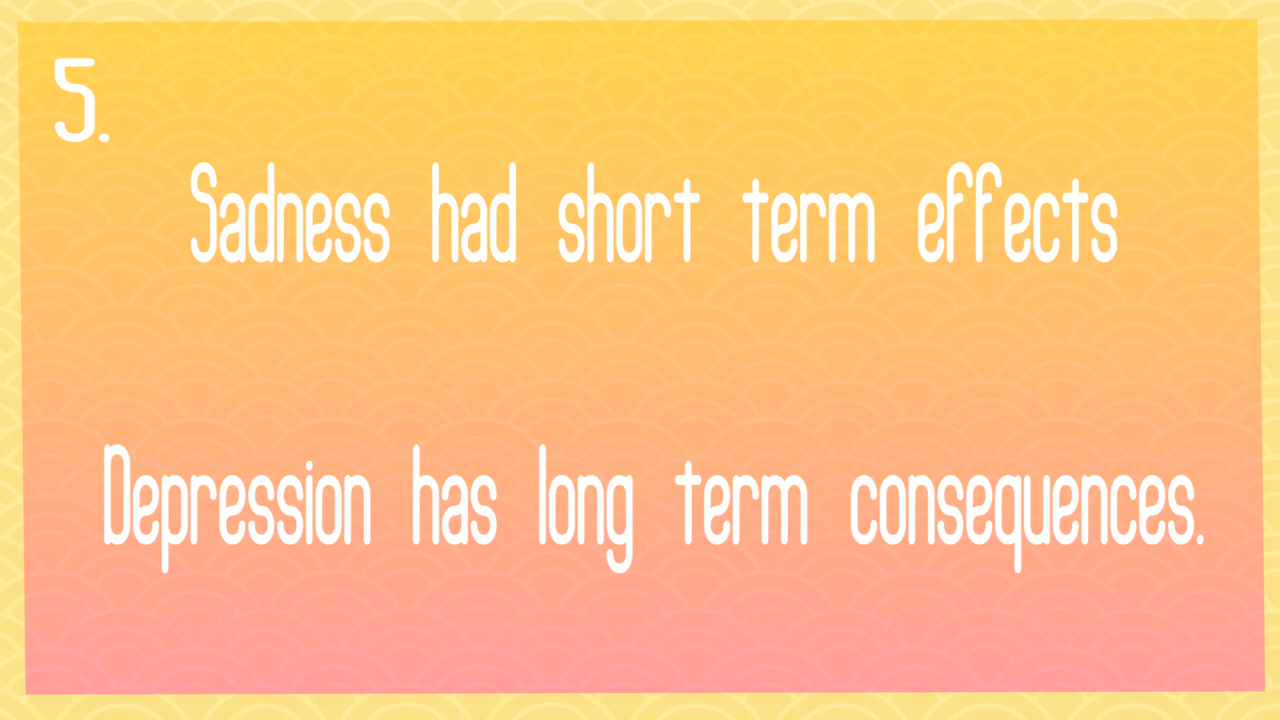 5.
Sadness had short term effects
Depression has long term consequences.